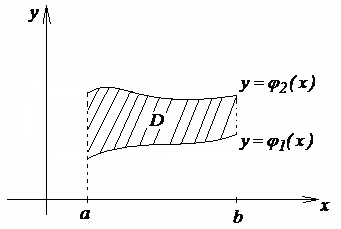 y
y = φ₂(x)
D
y = φ₁(x)
a
b
x